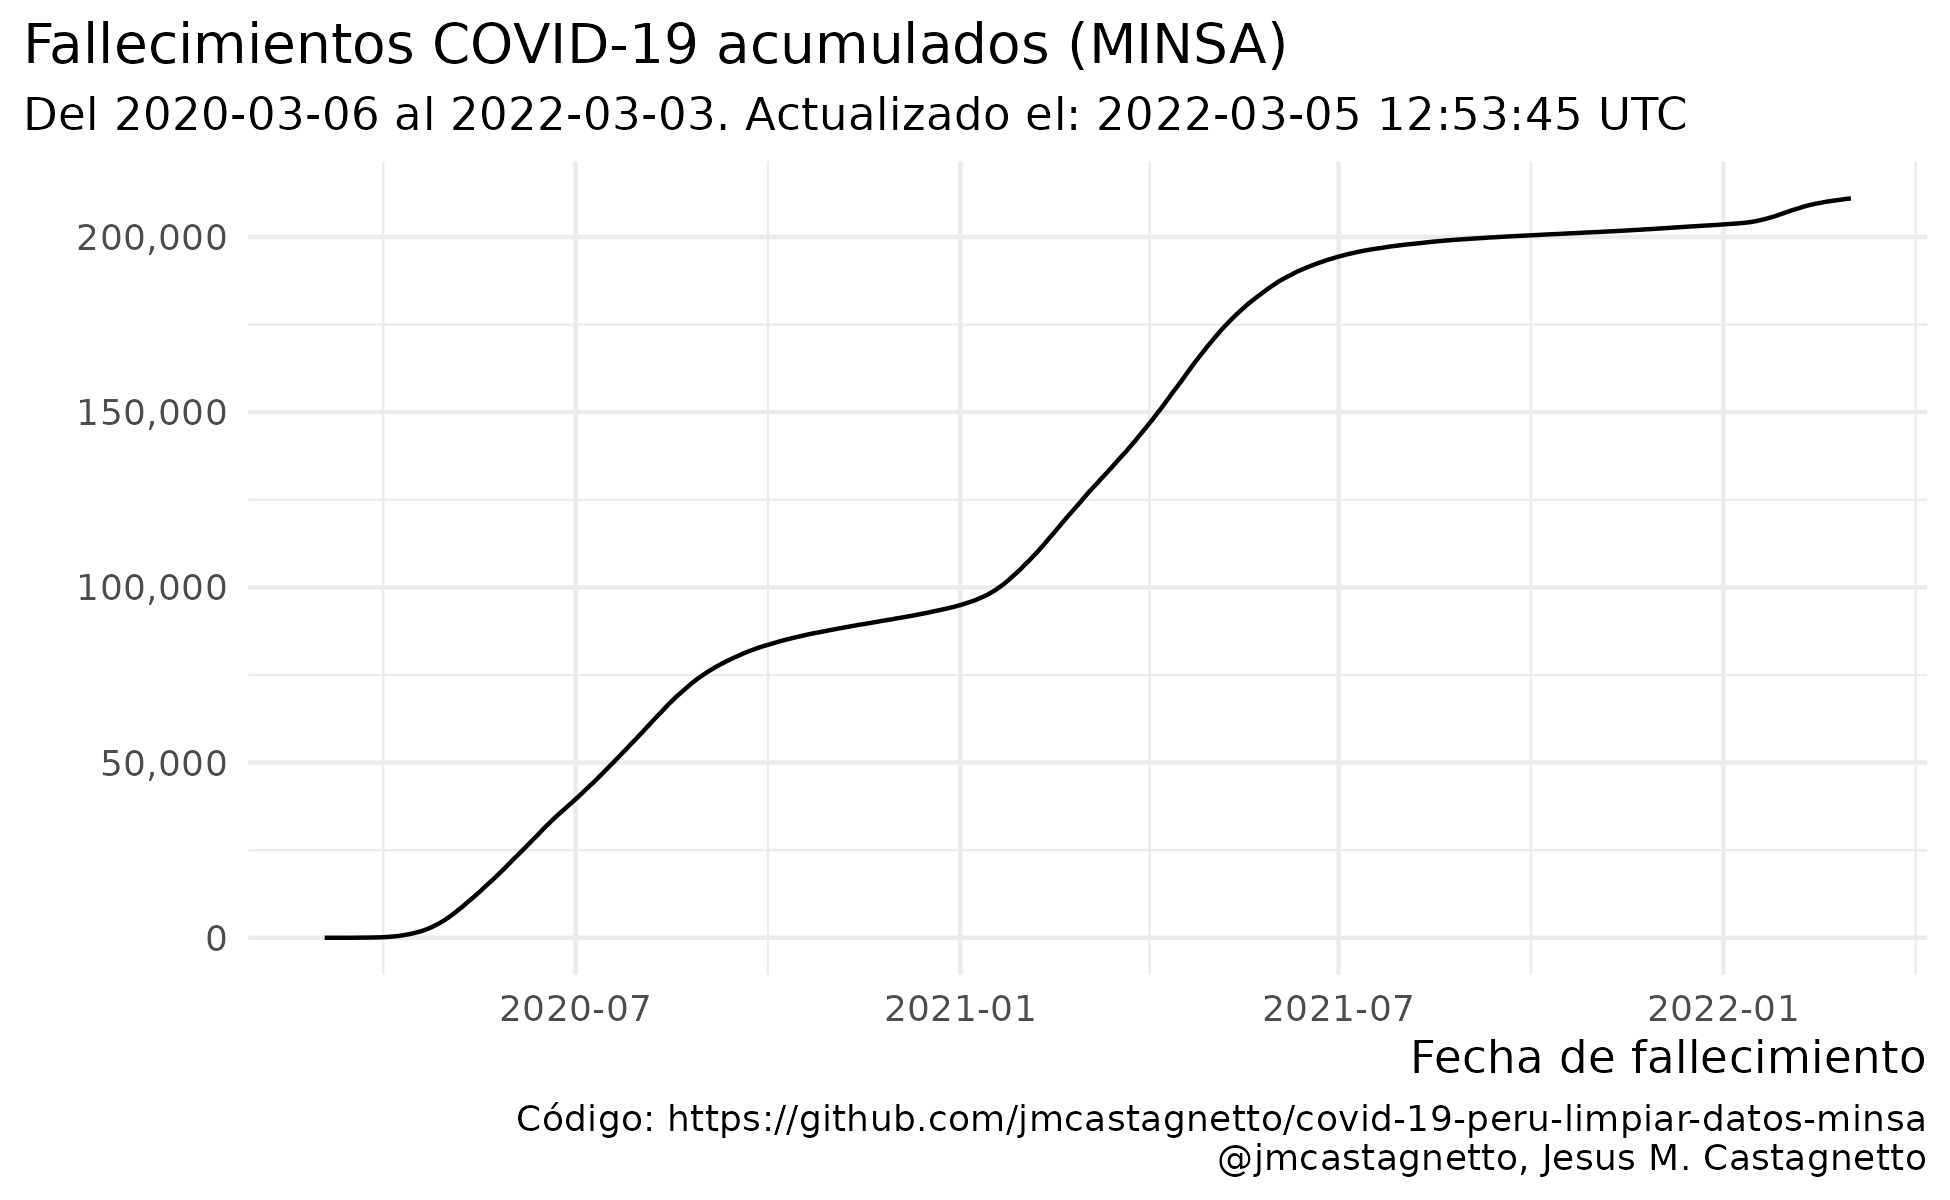 Fallecimientos COVID-19 acumulados (MINSA)
Del 2020-03-06 al 2022-03-03. Actualizado el: 2022-03-05 12:53:45 UTC
200,000
150,000
100,000
50,000
0
2020-07 2021-01 2021-07 2022-01
Fecha de fallecimiento
Código: https://github.com/jmcastagnetto/covid-19-peru-limpiar-datos-minsa
@jmcastagnetto, Jesus M. Castagnetto